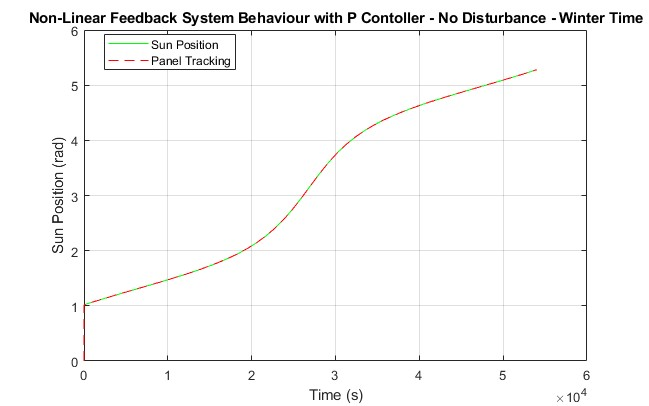 Non-Linear Feedback System Behaviour with P Contoller - No Disturbance - Winter Time
Sun Position
Panel Tracking
Sun Position (rad)
6
5
4
3
2
1
0
0 1 2 3 4 5 6
Time (s)
×10^4